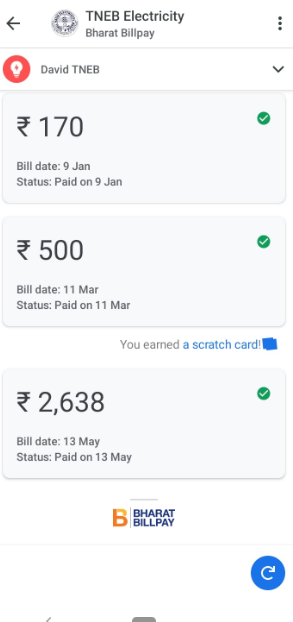 TNEB Electricity
Bharat Billpay
David TNEB
₹ 170
Bill date: 9 Jan
Status: Paid on 9 Jan
₹ 500
Bill date: 11 Mar
Status: Paid on 11 Mar
You earned a scratch card!
₹ 2,638
Bill date: 13 May
Status: Paid on 13 May
B BHARAT
BILLPAY